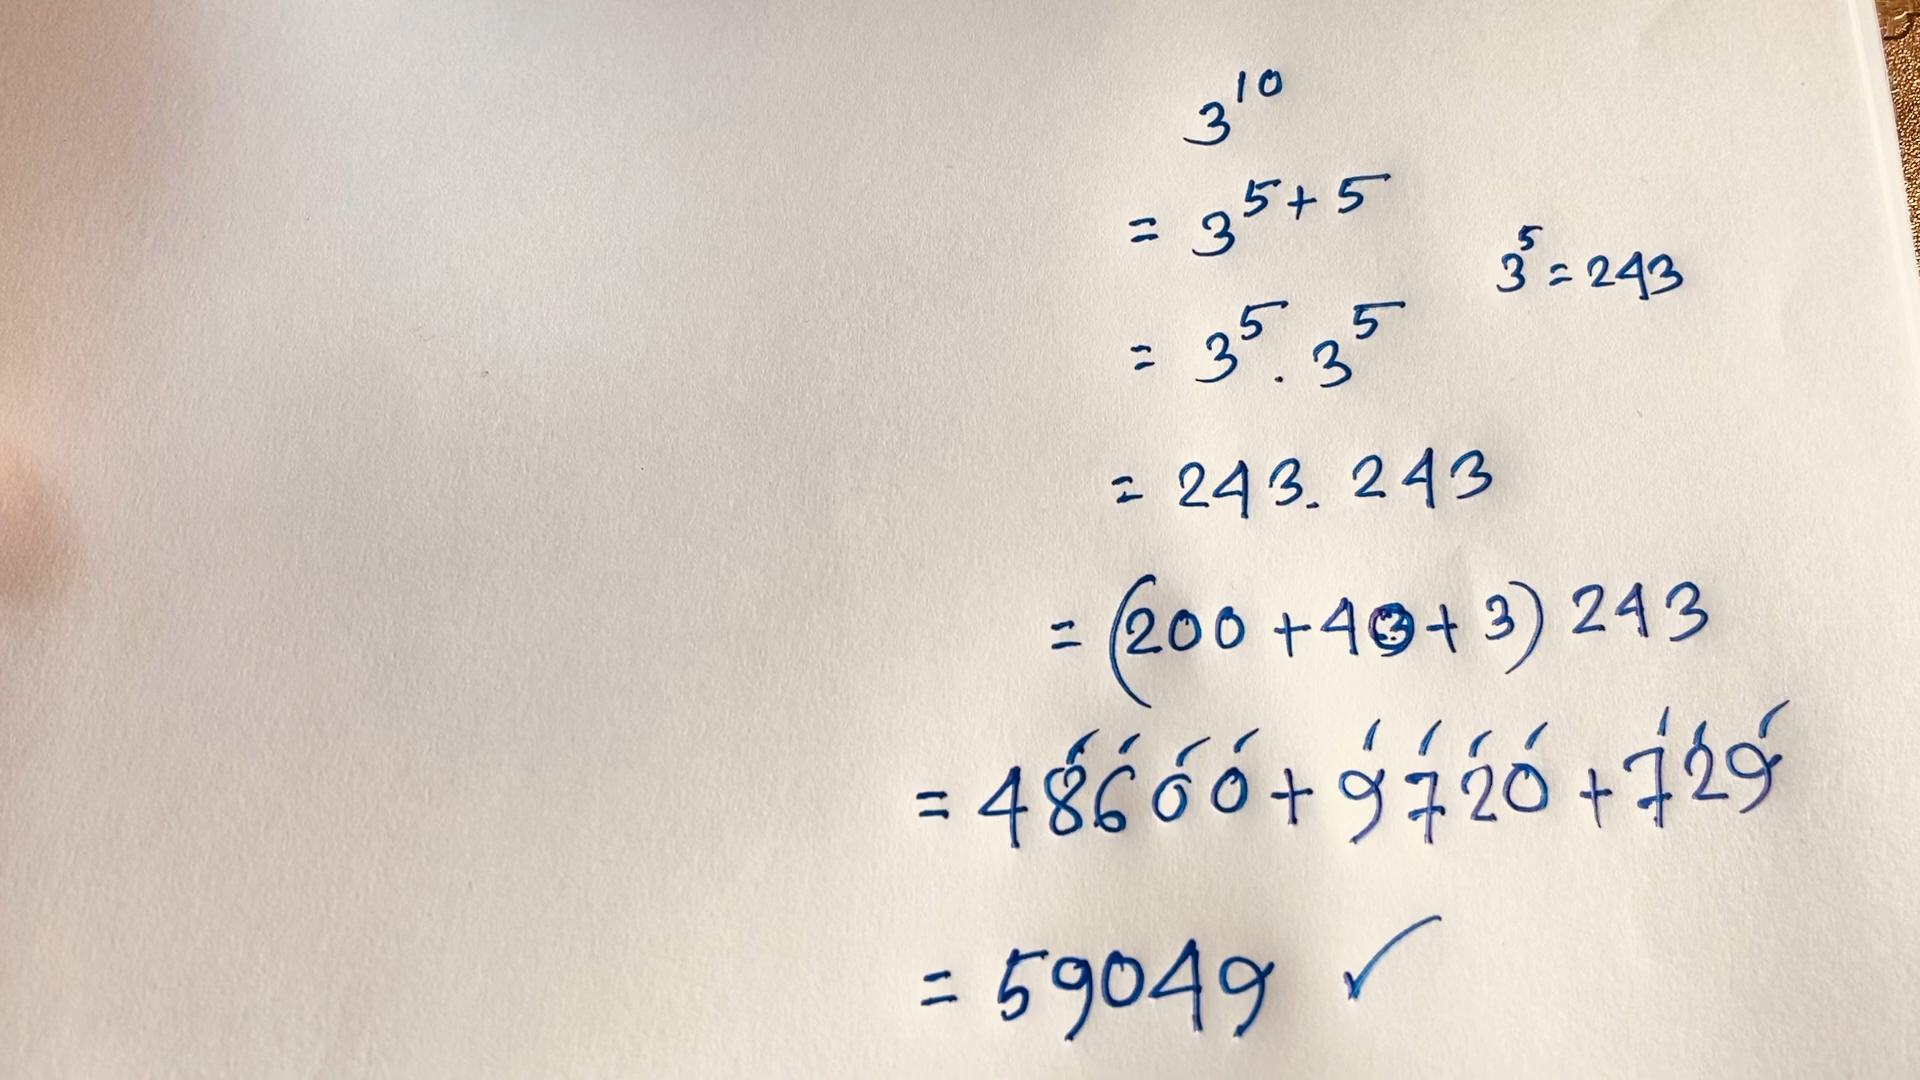 3^10
= 3^5+5
3^5 = 243
= 3^5 . 3^5
= 243. 243
= (200 + 40 + 3) 243
= 48600 + 9720 + 729
= 59049 ✓